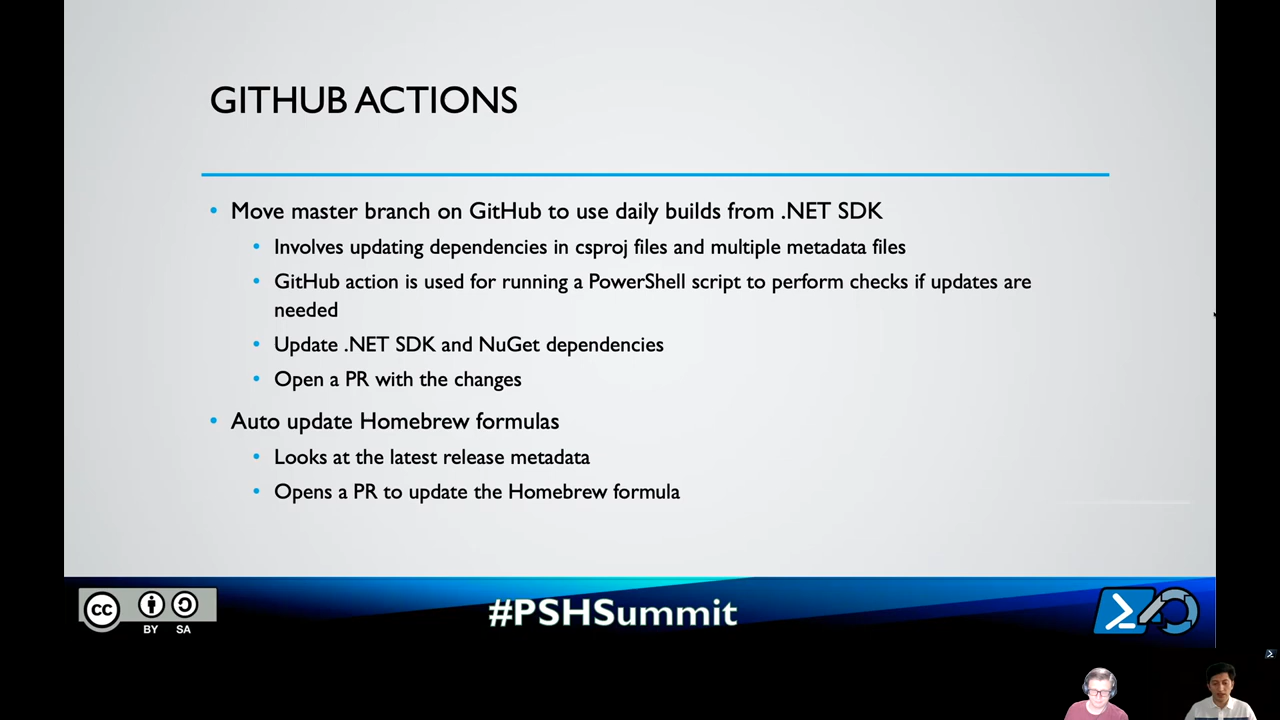 GITHUB ACTIONS
• Move master branch on GitHub to use daily builds from .NET SDK
• Involves updating dependencies in csproj files and multiple metadata files
• GitHub action is used for running a PowerShell script to perform checks if updates are
needed
• Update .NET SDK and NuGet dependencies
• Open a PR with the changes
• Auto update Homebrew formulas
• Looks at the latest release metadata
• Opens a PR to update the Homebrew formula
cc
BY SA
#PSHSummit